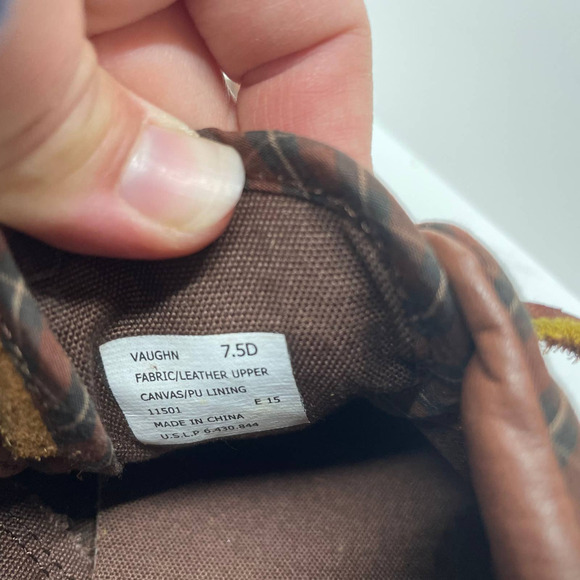 VAUGHN 7.5D
FABRIC/LEATHER UPPER
CANVAS/PU LINING
11501 E 15
MADE IN CHINA
U.S.L.P 6.430.844